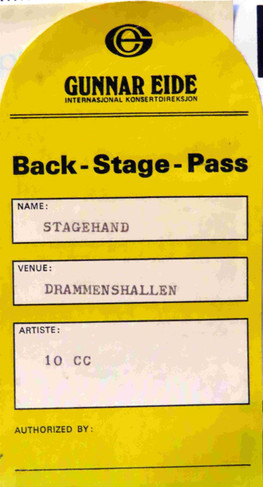 GUNNAR EIDE
INTERNASJONAL KONSERTDIREKSJON
Back-Stage-Pass
NAME:
STAGEHAND
VENUE:
DRAMMENSHALLEN
ARTISTE:
10 CC
AUTHORIZED BY: